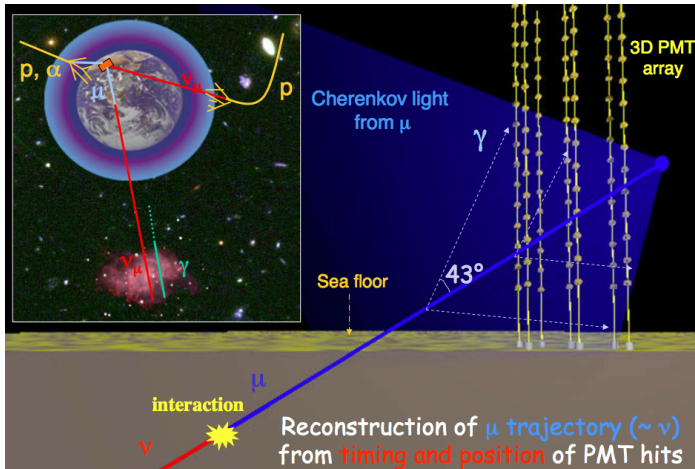 p, α
μ
ν_μ
p
ν_μ
γ
3D PMT
array
Cherenkov light
from μ
γ
43°
Sea floor
μ
interaction
ν
Reconstruction of μ trajectory (~ ν)
from timing and position of PMT hits